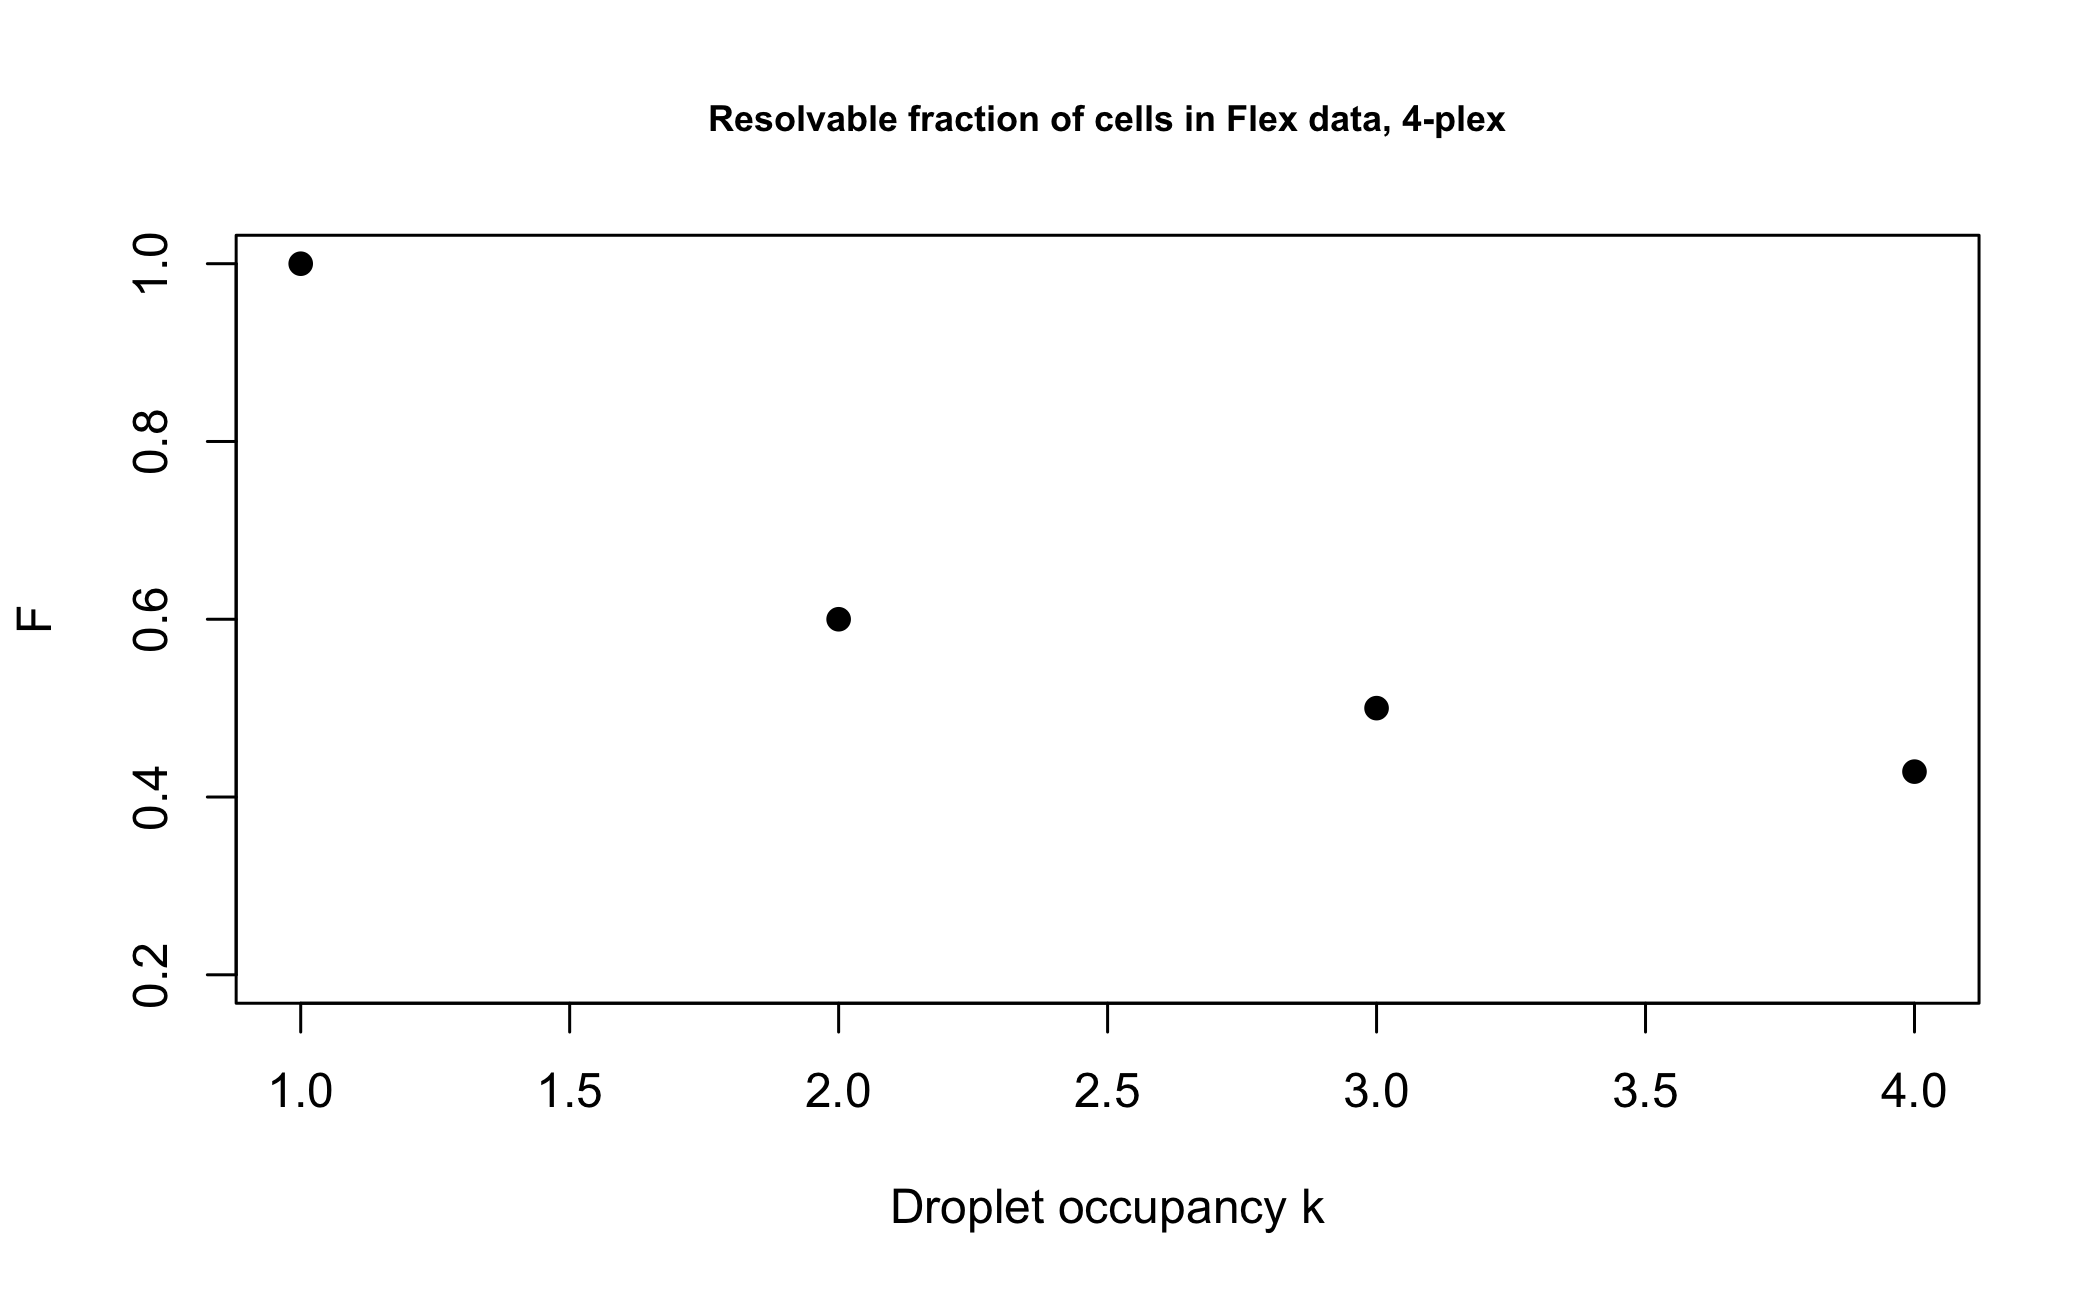 Resolvable fraction of cells in Flex data, 4-plex
F
1.0
0.8
0.6
0.4
0.2
1.0 1.5 2.0 2.5 3.0 3.5 4.0
Droplet occupancy k